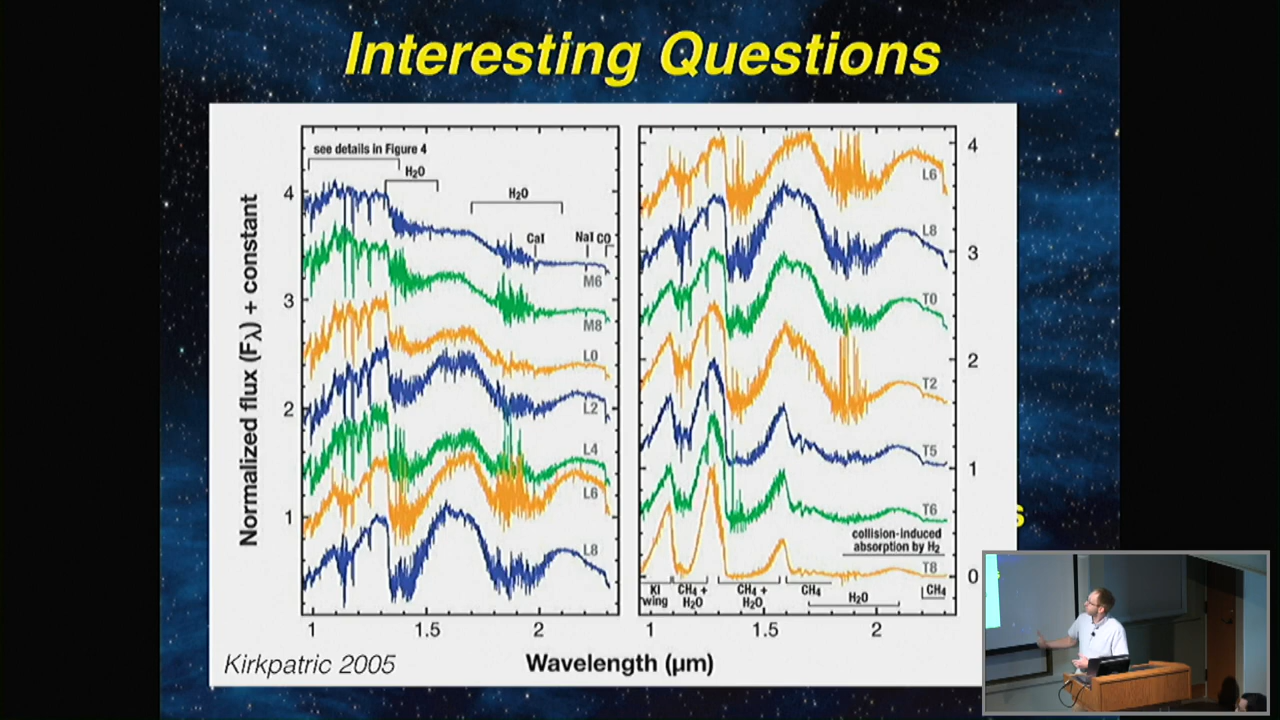 Interesting Questions
see details in Figure 4
H₂O
H₂O
CaI
NaI CO
M6
M8
L0
L2
L4
L6
L8
4
3
2
1
1
1.5
2
Normalized flux (Fλ) + constant
L6
L8
T0
T2
T5
T6
collision-induced
absorption by H₂
T8
KI
wing
CH₄ +
H₂O
CH₄ +
H₂O
CH₄
H₂O
CH₄
4
3
2
1
0
1
1.5
2
Wavelength (μm)
Kirkpatric 2005
s